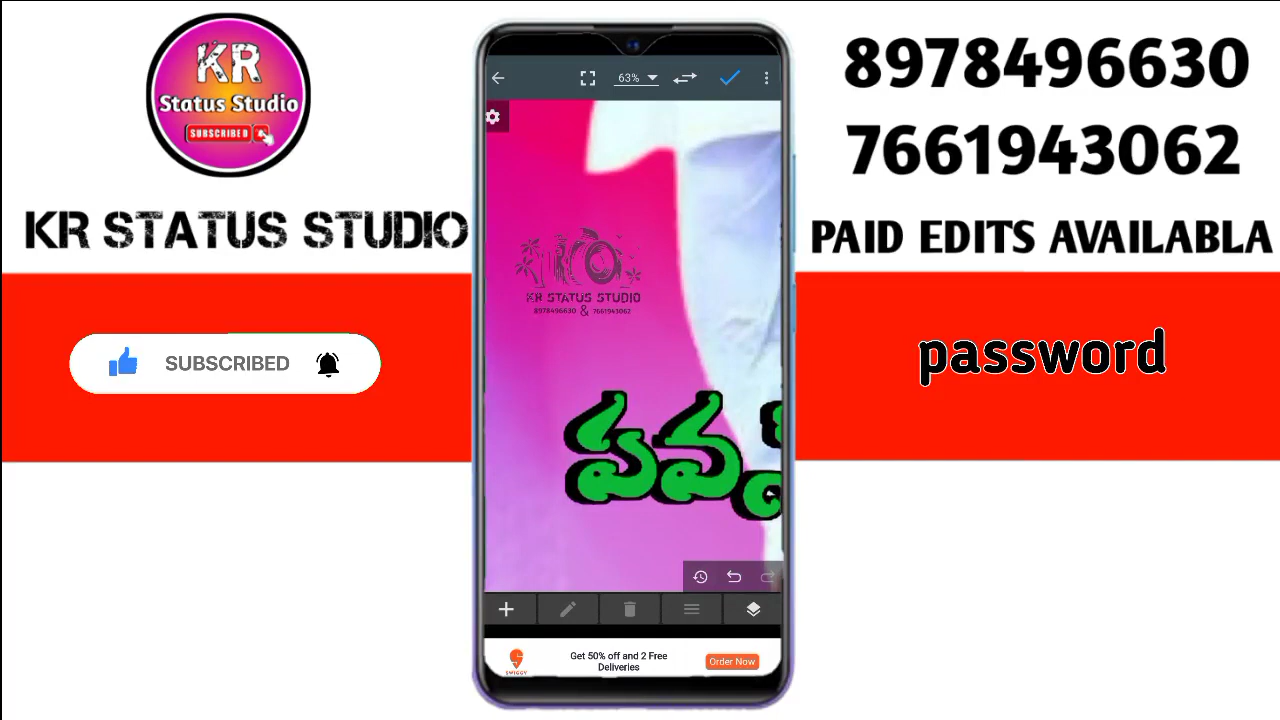 KR
Status Studio
SUBSCRIBED
KR STATUS STUDIO
SUBSCRIBED
63%
KR STATUS STUDIO
8978496630 & 7661943062
పవ
Get 50% off and 2 Free
Deliveries
Order Now
SWIGGY
8978496630
7661943062
PAID EDITS AVAILABLA
password